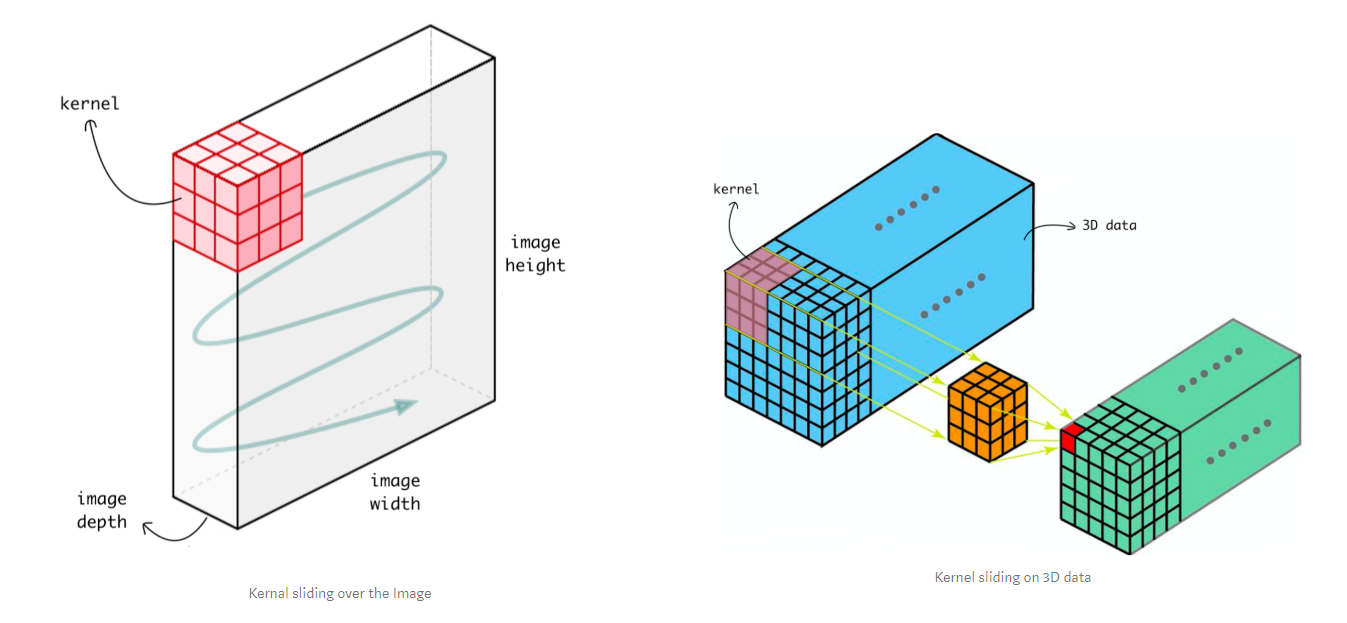 kernel
image
height
image
width
image
depth
Kernal sliding over the Image
kernel
3D data
Kernel sliding on 3D data